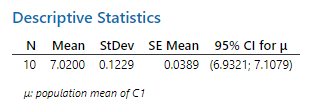 Descriptive Statistics
N Mean StDev SE Mean 95% CI for μ
10 7.0200 0.1229 0.0389 (6.9321; 7.1079)
μ: population mean of C1